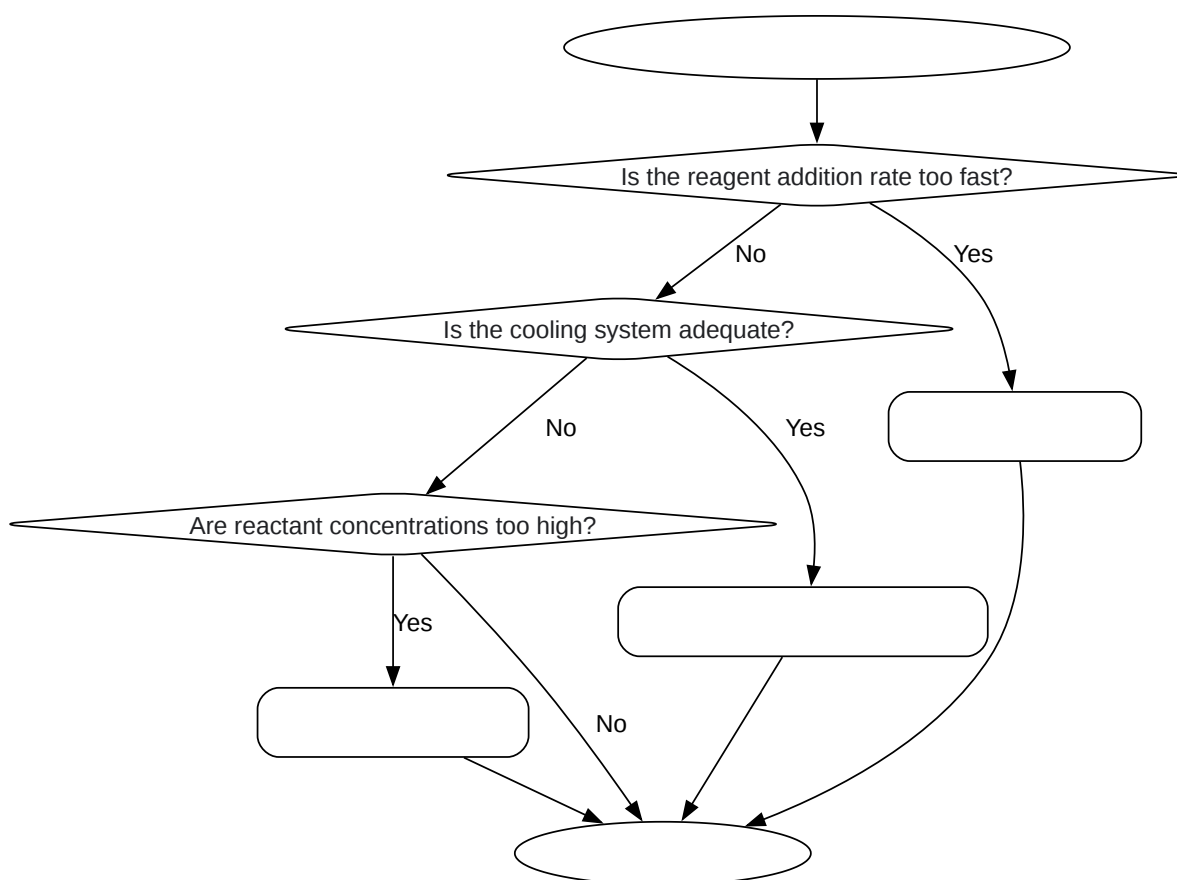 Is the reagent addition rate too fast?
No
Yes
Is the cooling system adequate?
No
Yes
Are reactant concentrations too high?
Yes
No